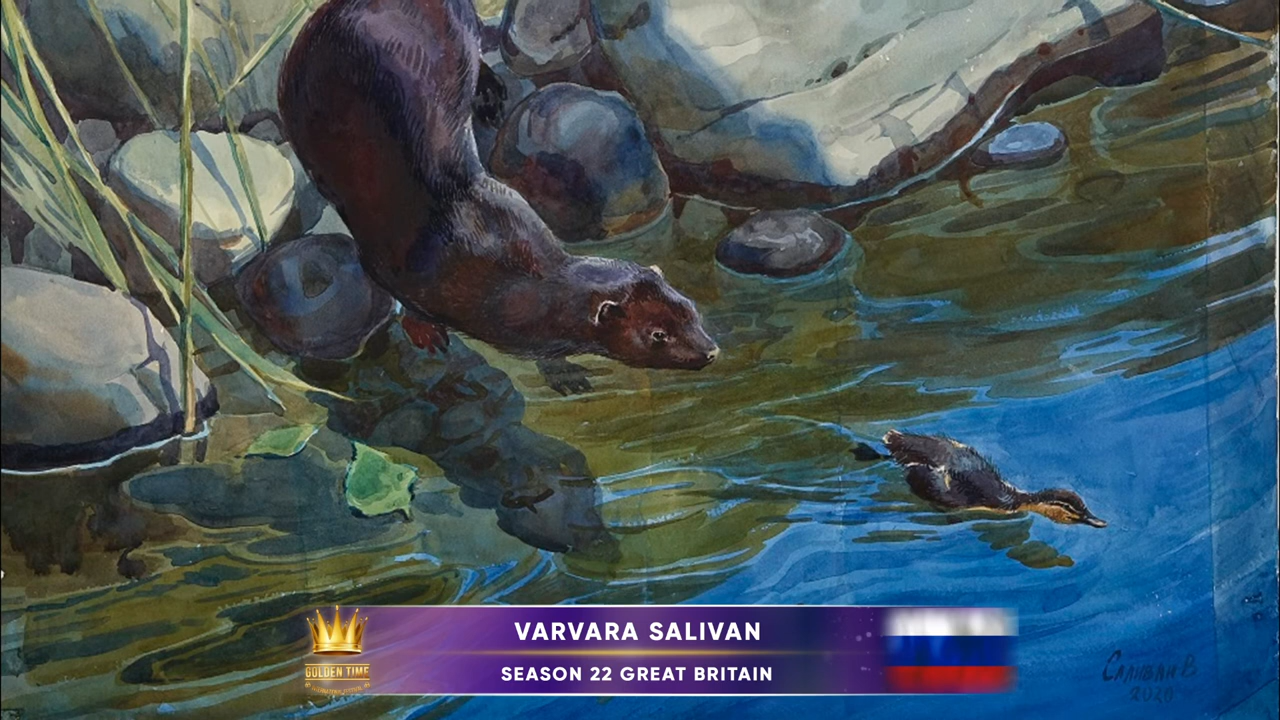 VARVARA SALIVAN
GOLDEN TIME
SEASON 22 GREAT BRITAIN
Саливан В
2020